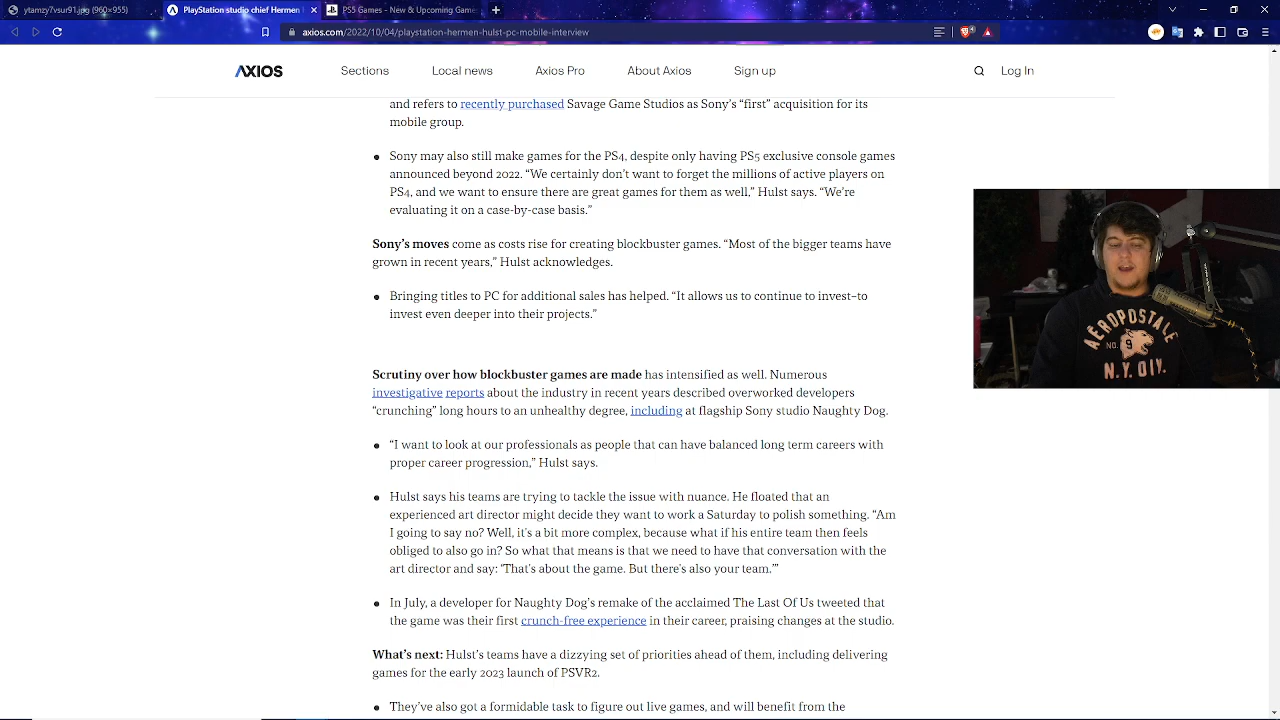 ytamzy7vsur91.jpg (960×955)
PlayStation studio chief Hermen
PS5 Games – New & Upcoming Game
axios.com/2022/10/04/playstation-hermen-hulst-pc-mobile-interview
AXIOS
Sections
Local news
Axios Pro
About Axios
Sign up
Log In
and refers to recently purchased Savage Game Studios as Sony’s “first” acquisition for its
mobile group.
Sony may also still make games for the PS4, despite only having PS5 exclusive console games
announced beyond 2022. “We certainly don’t want to forget the millions of active players on
PS4, and we want to ensure there are great games for them as well,” Hulst says. “We’re
evaluating it on a case-by-case basis.”
Sony’s moves come as costs rise for creating blockbuster games. “Most of the bigger teams have
grown in recent years,” Hulst acknowledges.
Bringing titles to PC for additional sales has helped. “It allows us to continue to invest–to
invest even deeper into their projects.”
Scrutiny over how blockbuster games are made has intensified as well. Numerous
investigative reports about the industry in recent years described overworked developers
“crunching” long hours to an unhealthy degree, including at flagship Sony studio Naughty Dog.
“I want to look at our professionals as people that can have balanced long term careers with
proper career progression,” Hulst says.
Hulst says his teams are trying to tackle the issue with nuance. He floated that an
experienced art director might decide they want to work a Saturday to polish something. “Am
I going to say no? Well, it’s a bit more complex, because what if his entire team then feels
obliged to also go in? So what that means is that we need to have that conversation with the
art director and say: ‘That’s about the game. But there’s also your team.’”
In July, a developer for Naughty Dog’s remake of the acclaimed The Last Of Us tweeted that
the game was their first crunch-free experience in their career, praising changes at the studio.
What’s next: Hulst’s teams have a dizzying set of priorities ahead of them, including delivering
games for the early 2023 launch of PSVR2.
They’ve also got a formidable task to figure out live games, and will benefit from the
AÉROPOSTALE
NO. 9
N.Y. DIV.